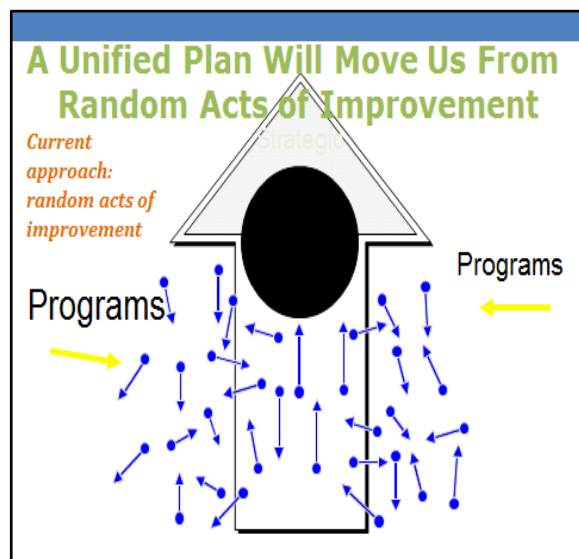 A Unified Plan Will Move Us From
Random Acts of Improvement
Strategic
Current
approach:
random acts of
improvement
Programs
Programs